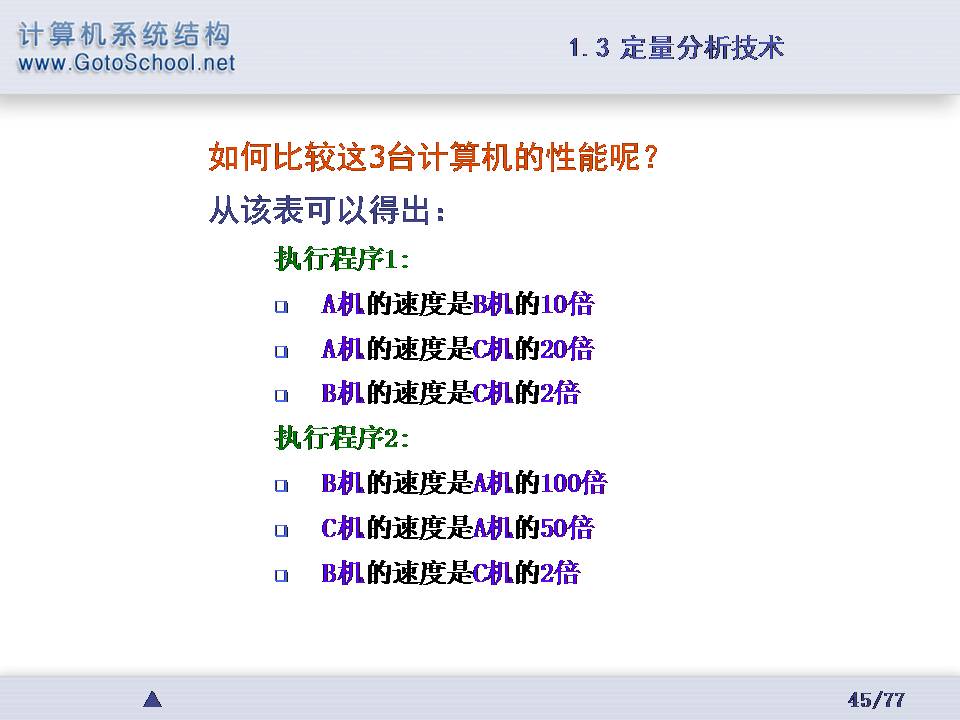 计算机系统结构
www.GotoSchool.net
1.3 定量分析技术
如何比较这3台计算机的性能呢？
从该表可以得出：
执行程序1：
A机的速度是B机的10倍
A机的速度是C机的20倍
B机的速度是C机的2倍
执行程序2：
B机的速度是A机的100倍
C机的速度是A机的50倍
B机的速度是C机的2倍
45/77